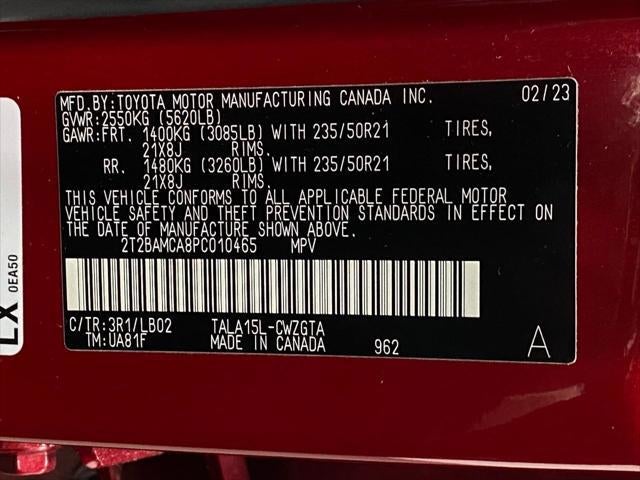 MFD.BY:TOYOTA MOTOR MANUFACTURING CANADA INC. 02/23
GVWR:2550KG (5620LB)
GAWR:FRT. 1400KG (3085LB) WITH 235/50R21 TIRES,
21X8J RIMS.
RR. 1480KG (3260LB) WITH 235/50R21 TIRES,
21X8J RIMS.
THIS VEHICLE CONFORMS TO ALL APPLICABLE FEDERAL MOTOR
VEHICLE SAFETY AND THEFT PREVENTION STANDARDS IN EFFECT ON
THE DATE OF MANUFACTURE SHOWN ABOVE.
2T2BAMCA8PC010465 MPV
C/TR:3R1/LB02 TALA15L-CWZGTA
TM:UA81F MADE IN CANADA 962 A
LX
0EA50